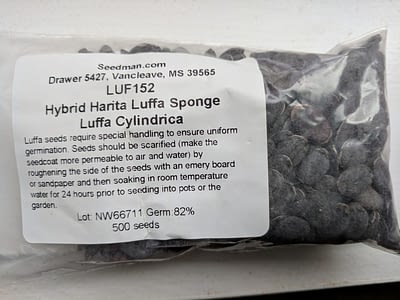 Seedman.com
Drawer 5427, Vancleave, MS 39565
LUF152
Hybrid Harita Luffa Sponge
Luffa Cylindrica
Luffa seeds require special handling to ensure uniform
germination. Seeds should be scarified (make the
seedcoat more permeable to air and water) by
roughening the side of the seeds with an emery board
or sandpaper and then soaking in room temperature
water for 24 hours prior to seeding into pots or the
garden.
Lot: NW66711 Germ:82%
500 seeds